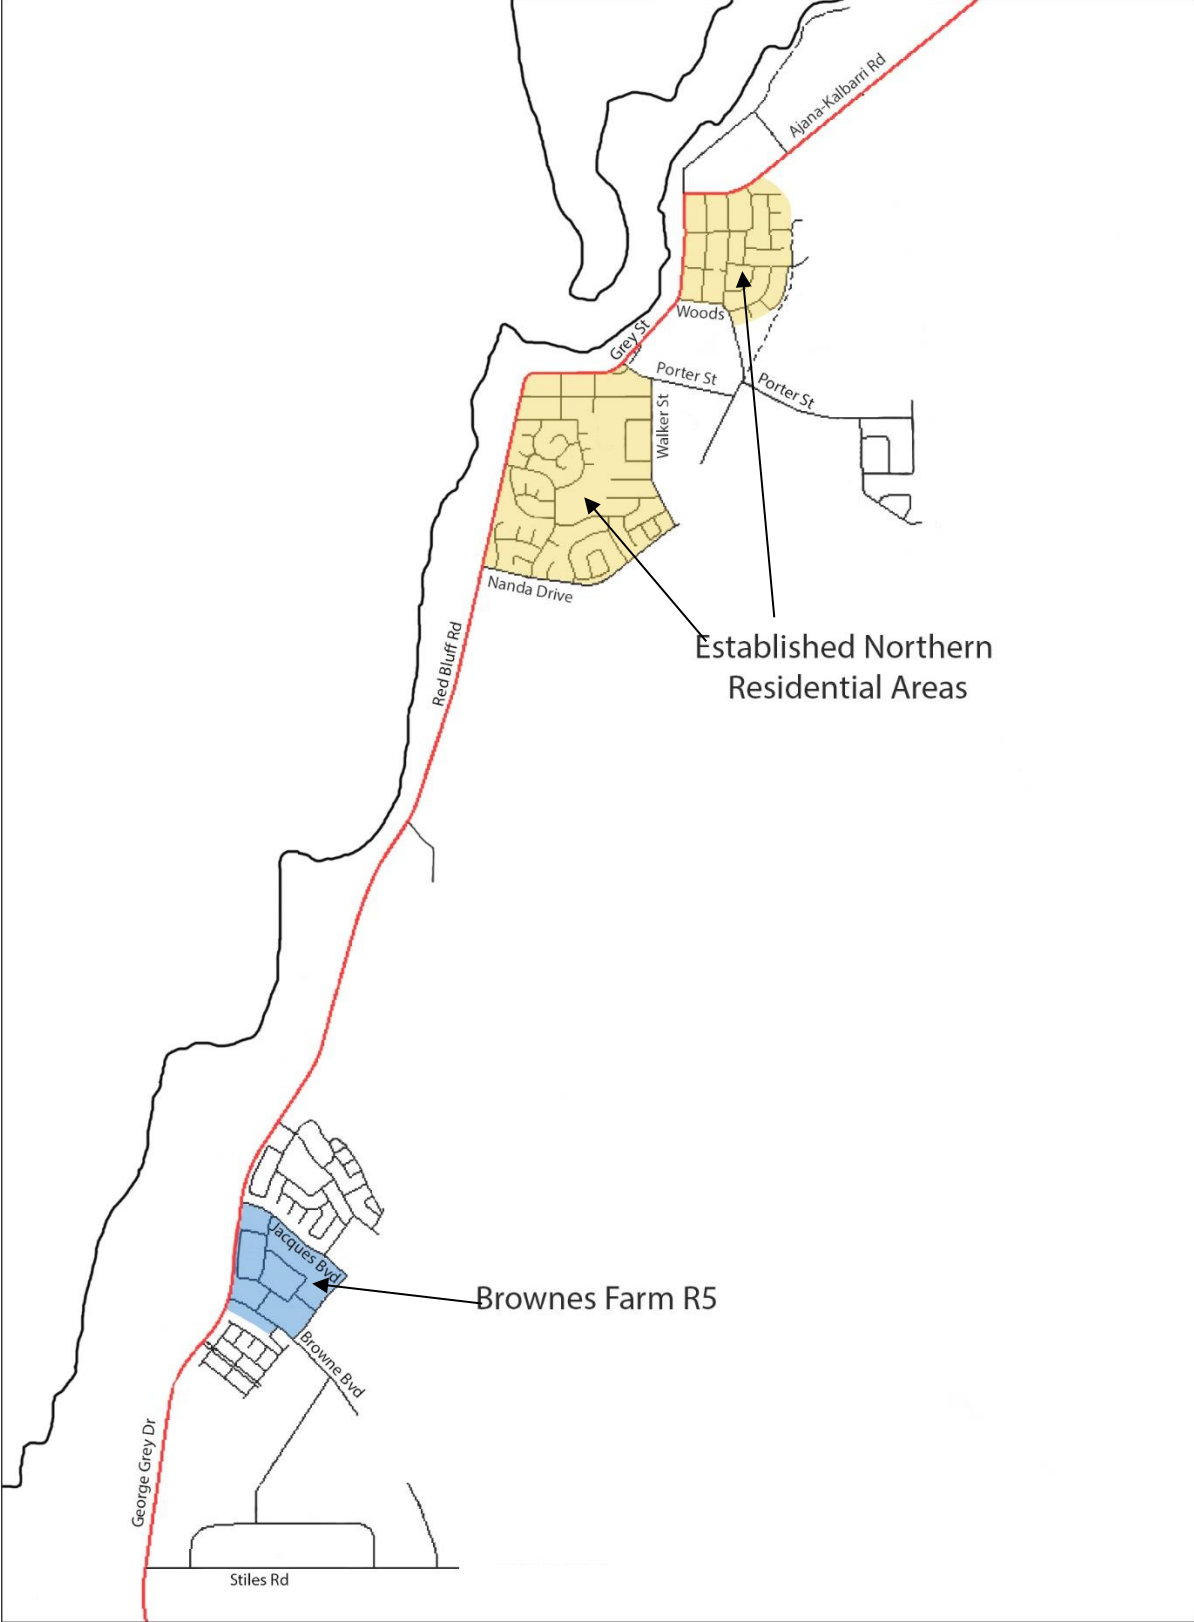 Ajana-Kalbarri Rd
Woods
Grey St
Porter St
Porter St
Walker St
Nanda Drive
Red Bluff Rd
Established Northern
Residential Areas
Jacques Bvd
Brownes Farm R5
Browne Bvd
George Grey Dr
Stiles Rd